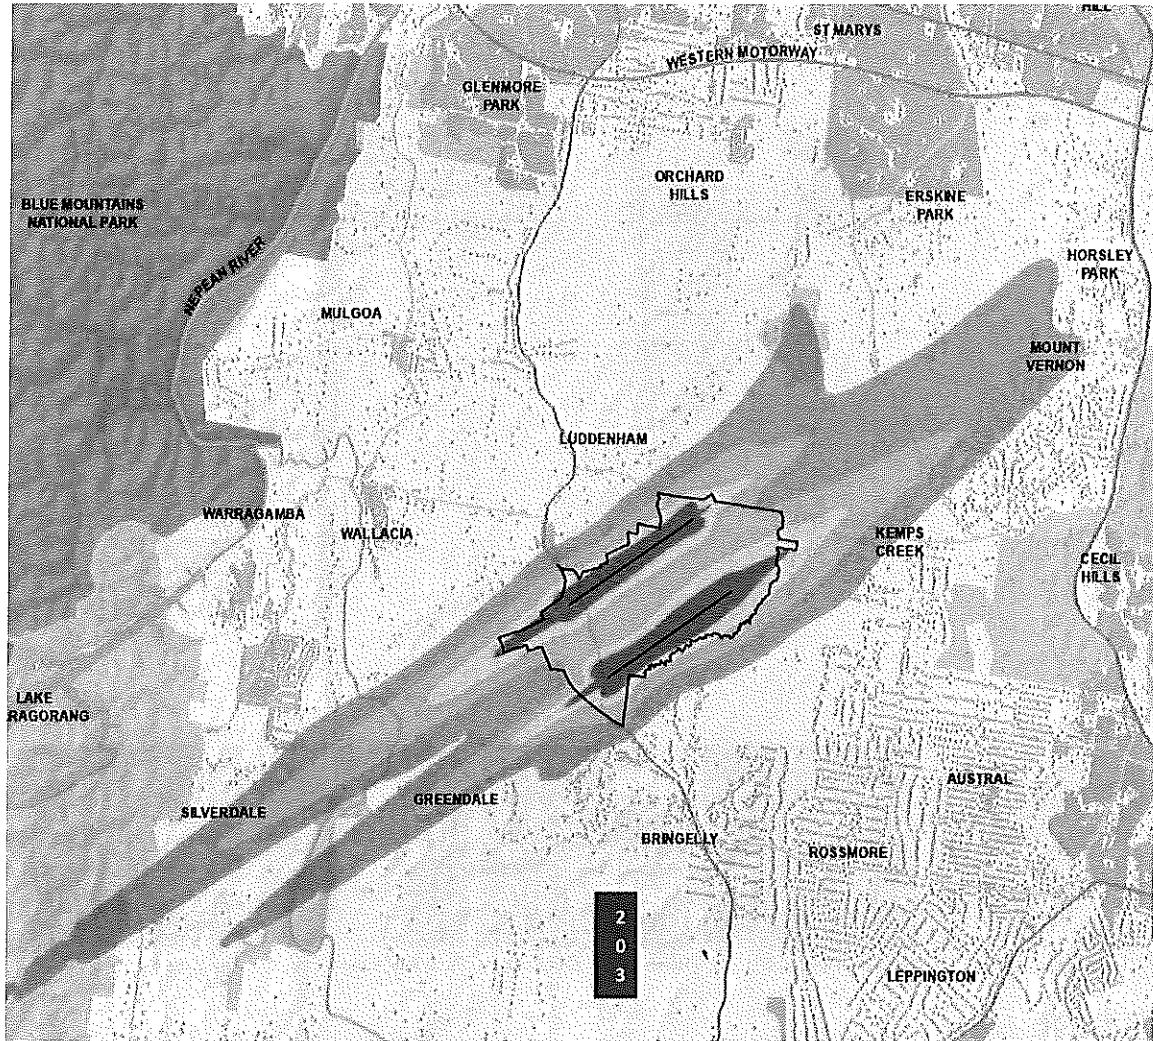 HILL
ST MARYS
WESTERN MOTORWAY
GLENMORE
PARK
ORCHARD
HILLS
ERSKINE
PARK
BLUE MOUNTAINS
NATIONAL PARK
NEPEAN RIVER
HORSLEY
PARK
MULGOA
MOUNT
VERNON
LUDDENHAM
WARRAGAMBA
WALLACIA
KEMPS
CREEK
CECIL
HILLS
LAKE
RAGORANG
SILVERDALE
GREENDALE
AUSTRAL
BRINGELLY
ROSSMORE
2
0
3
LEPPINGTON